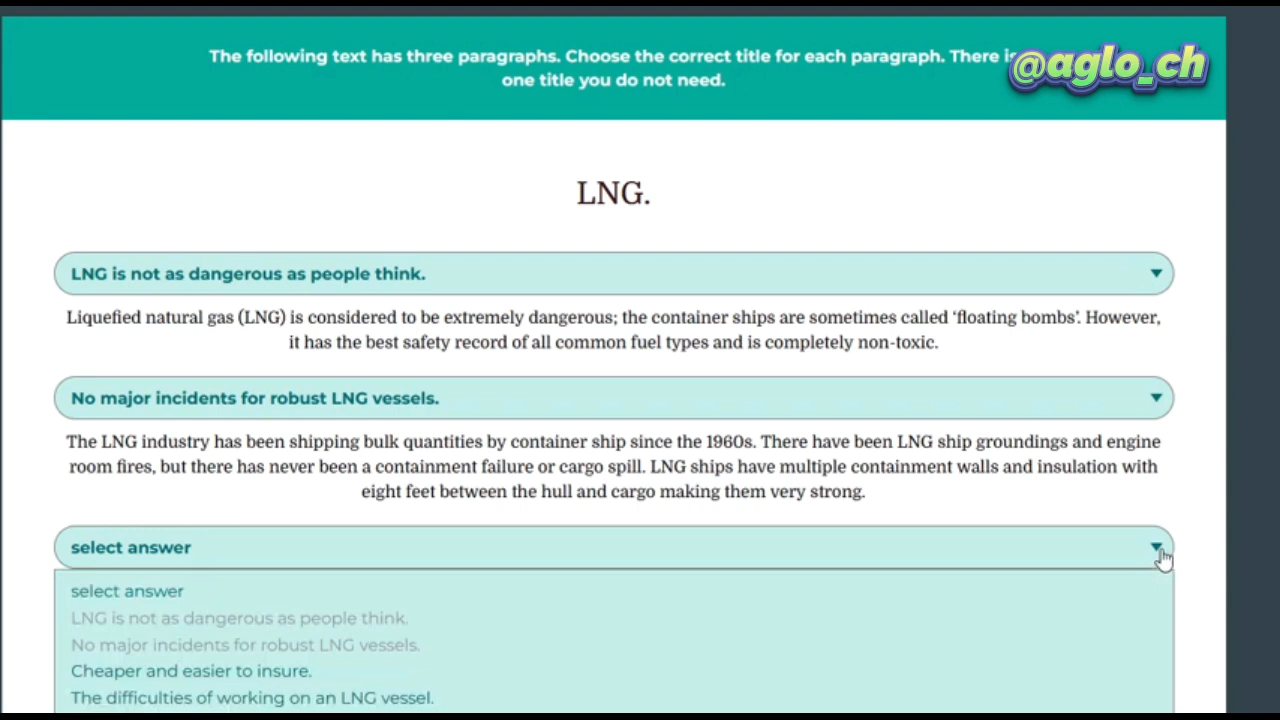 The following text has three paragraphs. Choose the correct title for each paragraph. There is
one title you do not need.
@aglo_ch
LNG.
LNG is not as dangerous as people think.
Liquefied natural gas (LNG) is considered to be extremely dangerous; the container ships are sometimes called ‘floating bombs’. However,
it has the best safety record of all common fuel types and is completely non-toxic.
No major incidents for robust LNG vessels.
The LNG industry has been shipping bulk quantities by container ship since the 1960s. There have been LNG ship groundings and engine
room fires, but there has never been a containment failure or cargo spill. LNG ships have multiple containment walls and insulation with
eight feet between the hull and cargo making them very strong.
select answer
select answer
LNG is not as dangerous as people think.
No major incidents for robust LNG vessels.
Cheaper and easier to insure.
The difficulties of working on an LNG vessel.